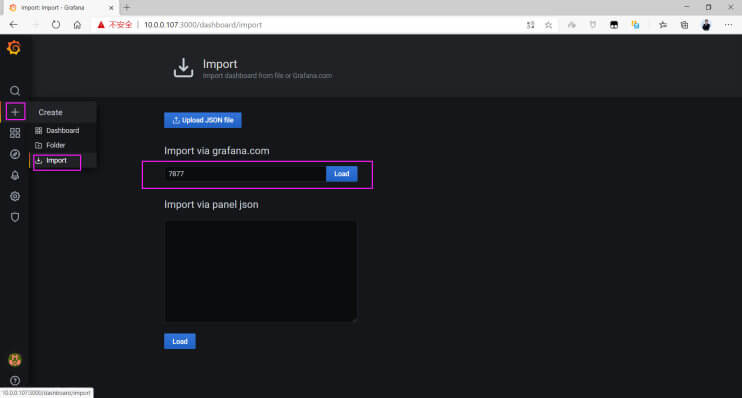 Import: Import - Grafana
不安全 | 10.0.0.107:3000/dashboard/import
Import
Import dashboard from file or Grafana.com
Create
Dashboard
Folder
Import
Upload JSON file
Import via grafana.com
7877
Load
Import via panel json
Load
10.0.0.107:3000/dashboard/import